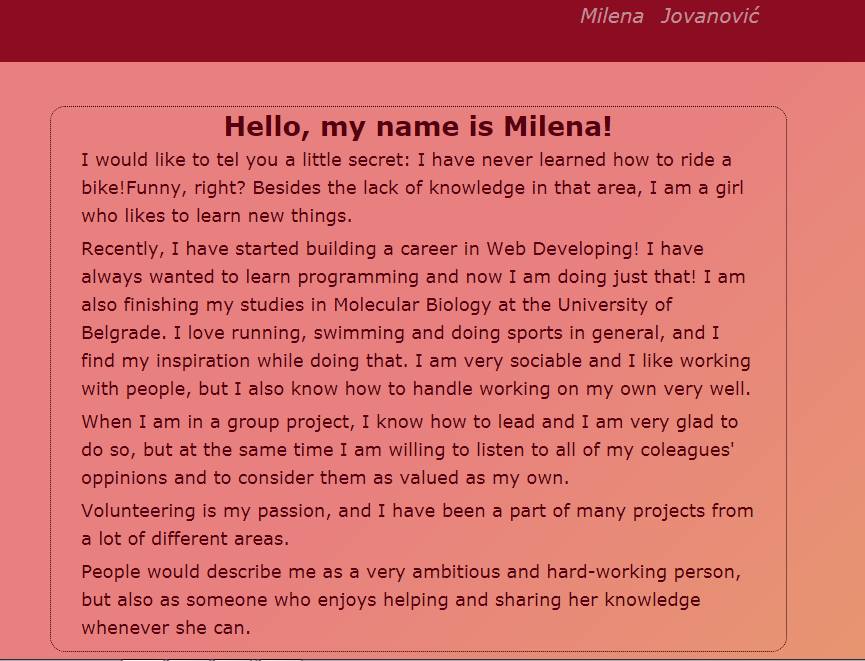 Milena Jovanović
Hello, my name is Milena!
I would like to tell you a little secret: I have never learned how to ride a
bike!Funny, right? Besides the lack of knowledge in that area, I am a girl
who likes to learn new things.
Recently, I have started building a career in Web Developing! I have
always wanted to learn programming and now I am doing just that! I am
also finishing my studies in Molecular Biology at the University of
Belgrade. I love running, swimming and doing sports in general, and I
find my inspiration while doing that. I am very sociable and I like working
with people, but I also know how to handle working on my own very well.
When I am in a group project, I know how to lead and I am very glad to
do so, but at the same time I am willing to listen to all of my coleagues'
oppinions and to consider them as valued as my own.
Volunteering is my passion, and I have been a part of many projects from
a lot of different areas.
People would describe me as a very ambitious and hard-working person,
but also as someone who enjoys helping and sharing her knowledge
whenever she can.